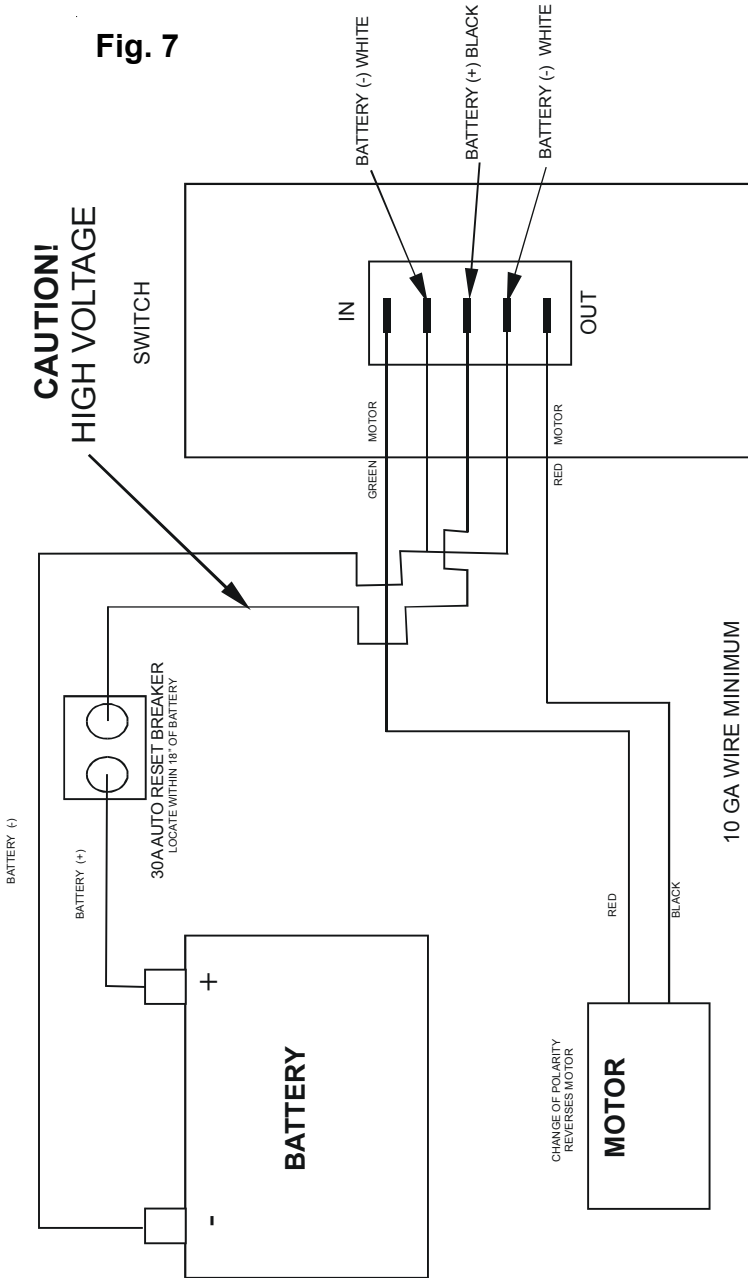 Fig. 7
CAUTION!
HIGH VOLTAGE
SWITCH
BATTERY (-) WHITE
BATTERY (+) BLACK
BATTERY (-) WHITE
IN
OUT
GREEN MOTOR
RED MOTOR
BATTERY (-)
BATTERY (+)
30A AUTO RESET BREAKER
LOCATE WITHIN 18" OF BATTERY
+
-
BATTERY
RED
BLACK
10 GA WIRE MINIMUM
CHANGE OF POLARITY
REVERSES MOTOR
MOTOR